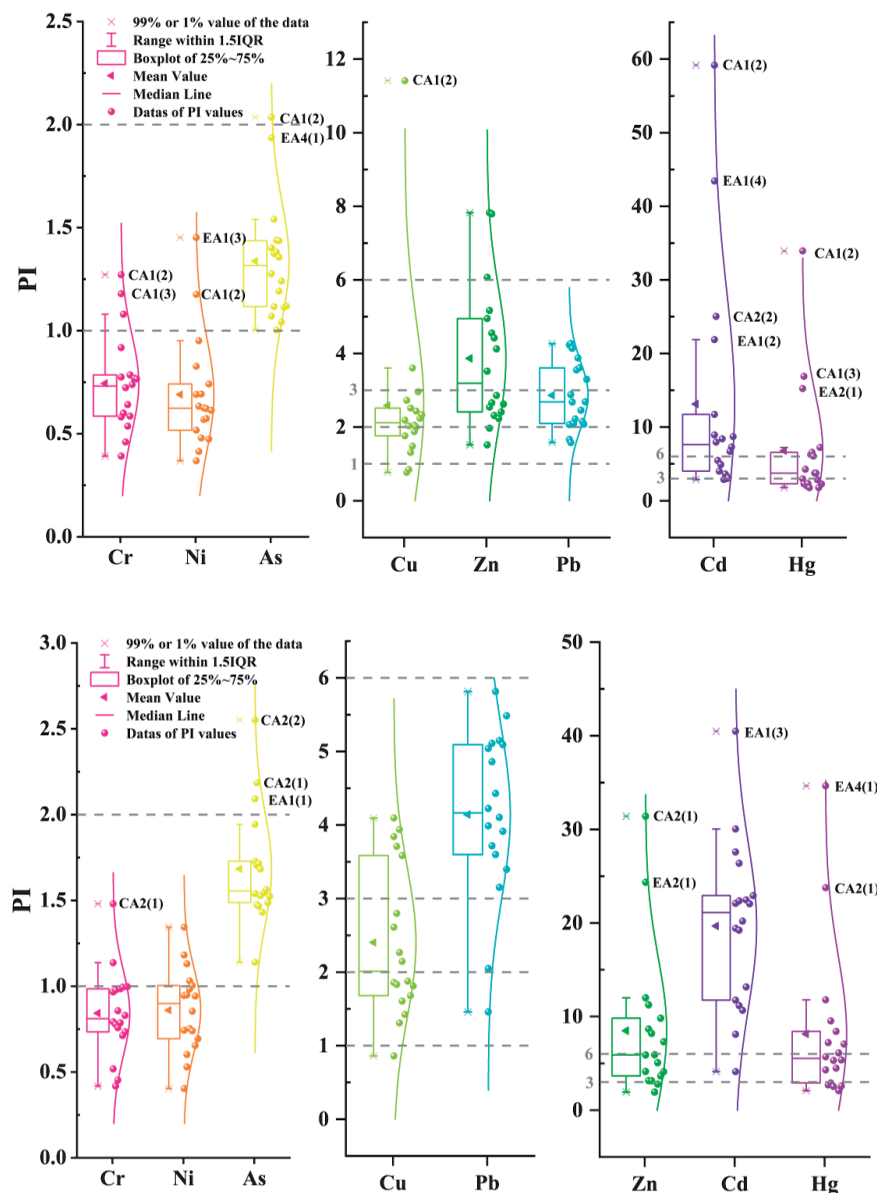 2.5
2.0
1.5
1.0
0.5
0.0
PI
99% or 1% value of the data
Range within 1.5IQR
Boxplot of 25%~75%
Mean Value
Median Line
Datas of PI values
CA1(2)
EA4(1)
CA1(2)
CA1(3)
EA1(3)
CA1(2)
Cr Ni As
12
10
8
6
4
3
2
1
0
CA1(2)
Cu Zn Pb
60
50
40
30
20
10
6
3
0
CA1(2)
EA1(4)
CA2(2)
EA1(2)
CA1(2)
CA1(3)
EA2(1)
Cd Hg
3.0
2.5
2.0
1.5
1.0
0.5
0.0
PI
99% or 1% value of the data
Range within 1.5IQR
Boxplot of 25%~75%
Mean Value
Median Line
Datas of PI values
CA2(2)
CA2(1)
EA1(1)
CA2(1)
Cr Ni As
6
5
4
3
2
1
0
Cu Pb
50
40
30
20
10
6
3
0
CA2(1)
EA2(1)
EA1(3)
EA4(1)
CA2(1)
Zn Cd Hg